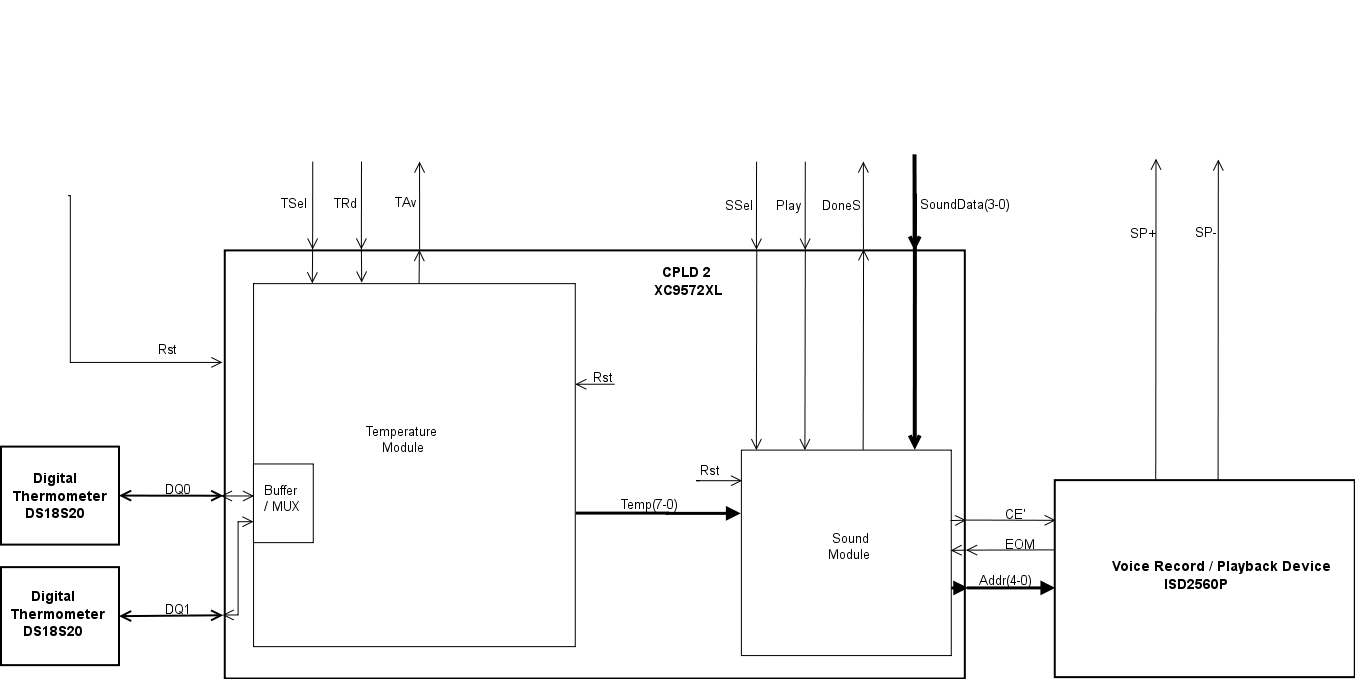 TSel
TRd
TAv
SSel
Play
DoneS
SoundData(3-0)
SP+
SP-
CPLD 2
XC9572XL
Rst
Rst
Temperature
Module
Digital
Thermometer
DS18S20
DQ0
Buffer
/ MUX
Rst
Temp(7-0)
Sound
Module
CE'
EOM
Addr(4-0)
Voice Record / Playback Device
ISD2560P
Digital
Thermometer
DS18S20
DQ1